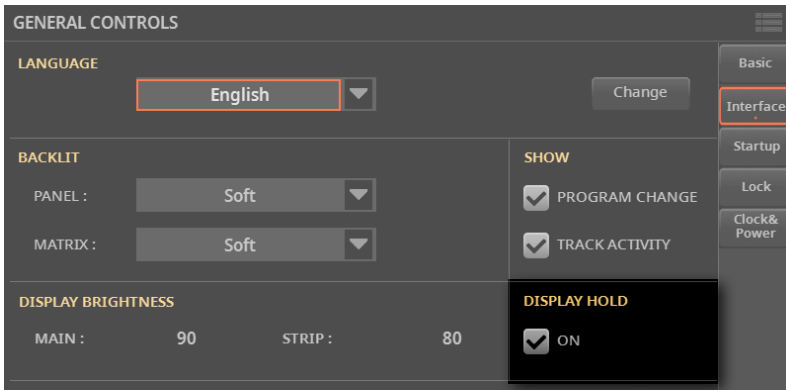 GENERAL CONTROLS
LANGUAGE
English
Change
BACKLIT
PANEL :
Soft
MATRIX :
Soft
SHOW
PROGRAM CHANGE
TRACK ACTIVITY
DISPLAY BRIGHTNESS
MAIN :
90
STRIP :
80
DISPLAY HOLD
ON
Basic
Interface
Startup
Lock
Clock&
Power